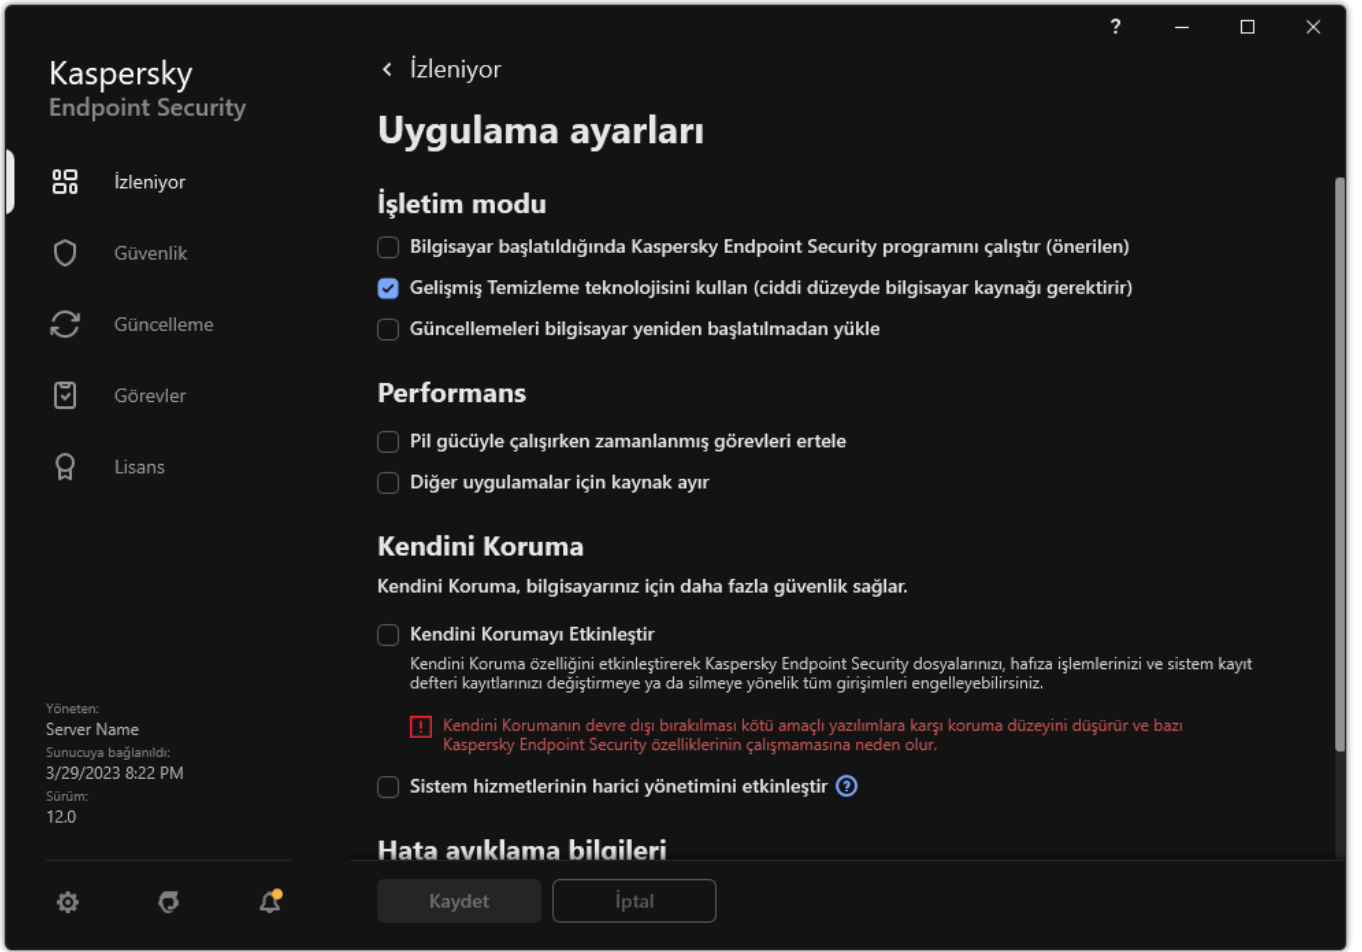 Kaspersky
Endpoint Security
İzleniyor
Güvenlik
Güncelleme
Görevler
Lisans
Yöneten:
Server Name
Sunucuya bağlanıldı:
3/29/2023 8:22 PM
Sürüm:
12.0
?
İzleniyor
Uygulama ayarları
İşletim modu
Bilgisayar başlatıldığında Kaspersky Endpoint Security programını çalıştır (önerilen)
Gelişmiş Temizleme teknolojisini kullan (ciddi düzeyde bilgisayar kaynağı gerektirir)
Güncellemeleri bilgisayar yeniden başlatılmadan yükle
Performans
Pil gücüyle çalışırken zamanlanmış görevleri ertele
Diğer uygulamalar için kaynak ayır
Kendini Koruma
Kendini Koruma, bilgisayarınız için daha fazla güvenlik sağlar.
Kendini Korumayı Etkinleştir
Kendini Koruma özelliğini etkinleştirerek Kaspersky Endpoint Security dosyalarınızı, hafıza işlemlerinizi ve sistem kayıt
defteri kayıtlarınızı değiştirmeye ya da silmeye yönelik tüm girişimleri engelleyebilirsiniz.
Kendini Korumanın devre dışı bırakılması kötü amaçlı yazılımlara karşı koruma düzeyini düşürür ve bazı
Kaspersky Endpoint Security özelliklerinin çalışmamasına neden olur.
Sistem hizmetlerinin harici yönetimini etkinleştir ?
Hata ayıklama bilgileri
Kaydet
İptal